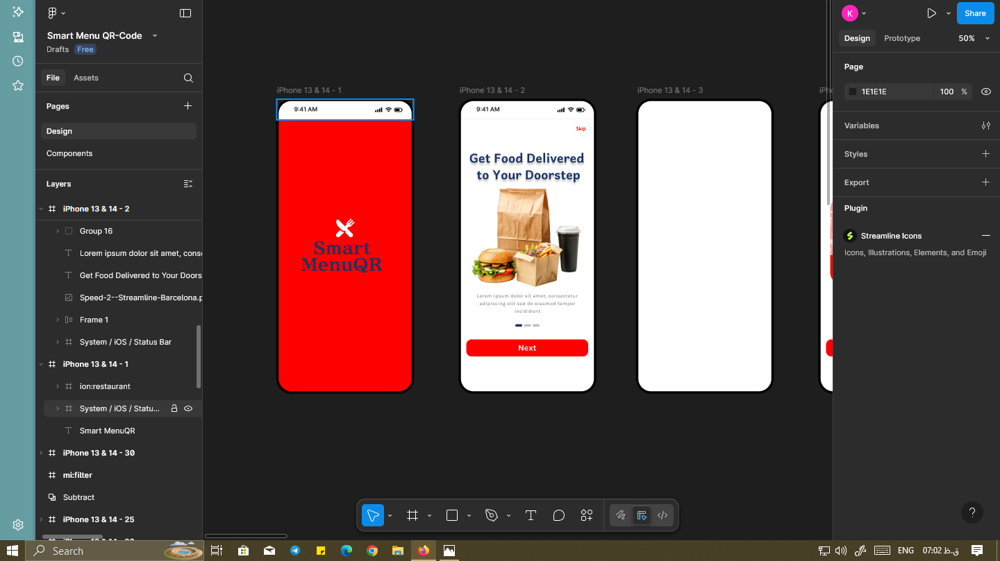 Smart Menu QR-Code
Drafts Free
File Assets
Pages
Design
Components
Layers
iPhone 13 & 14 - 2
Group 16
Lorem ipsum dolor sit amet, conse
Get Food Delivered to Your Doors
Speed-2--Streamline-Barcelona.p
Frame 1
System / iOS / Status Bar
iPhone 13 & 14 - 1
ion:restaurant
System / iOS / Statu...
Smart MenuQR
iPhone 13 & 14 - 30
mi:filter
Subtract
iPhone 13 & 14 - 25
iPhone 13 & 14 - 1
9:41 AM
Smart
MenuQR
iPhone 13 & 14 - 2
9:41 AM
Skip
Get Food Delivered
to Your Doorstep
Lorem ipsum dolor sit amet, consectetur
adipiscing elit sed do eiusmod tempor
incididunt
Next
iPhone 13 & 14 - 3
K
Share
Design Prototype 50%
Page
1E1E1E 100 %
Variables
Styles
Export
Plugin
Streamline Icons
Icons, Illustrations, Elements, and Emoji
?
Search
ENG 07:02 ق.ظ